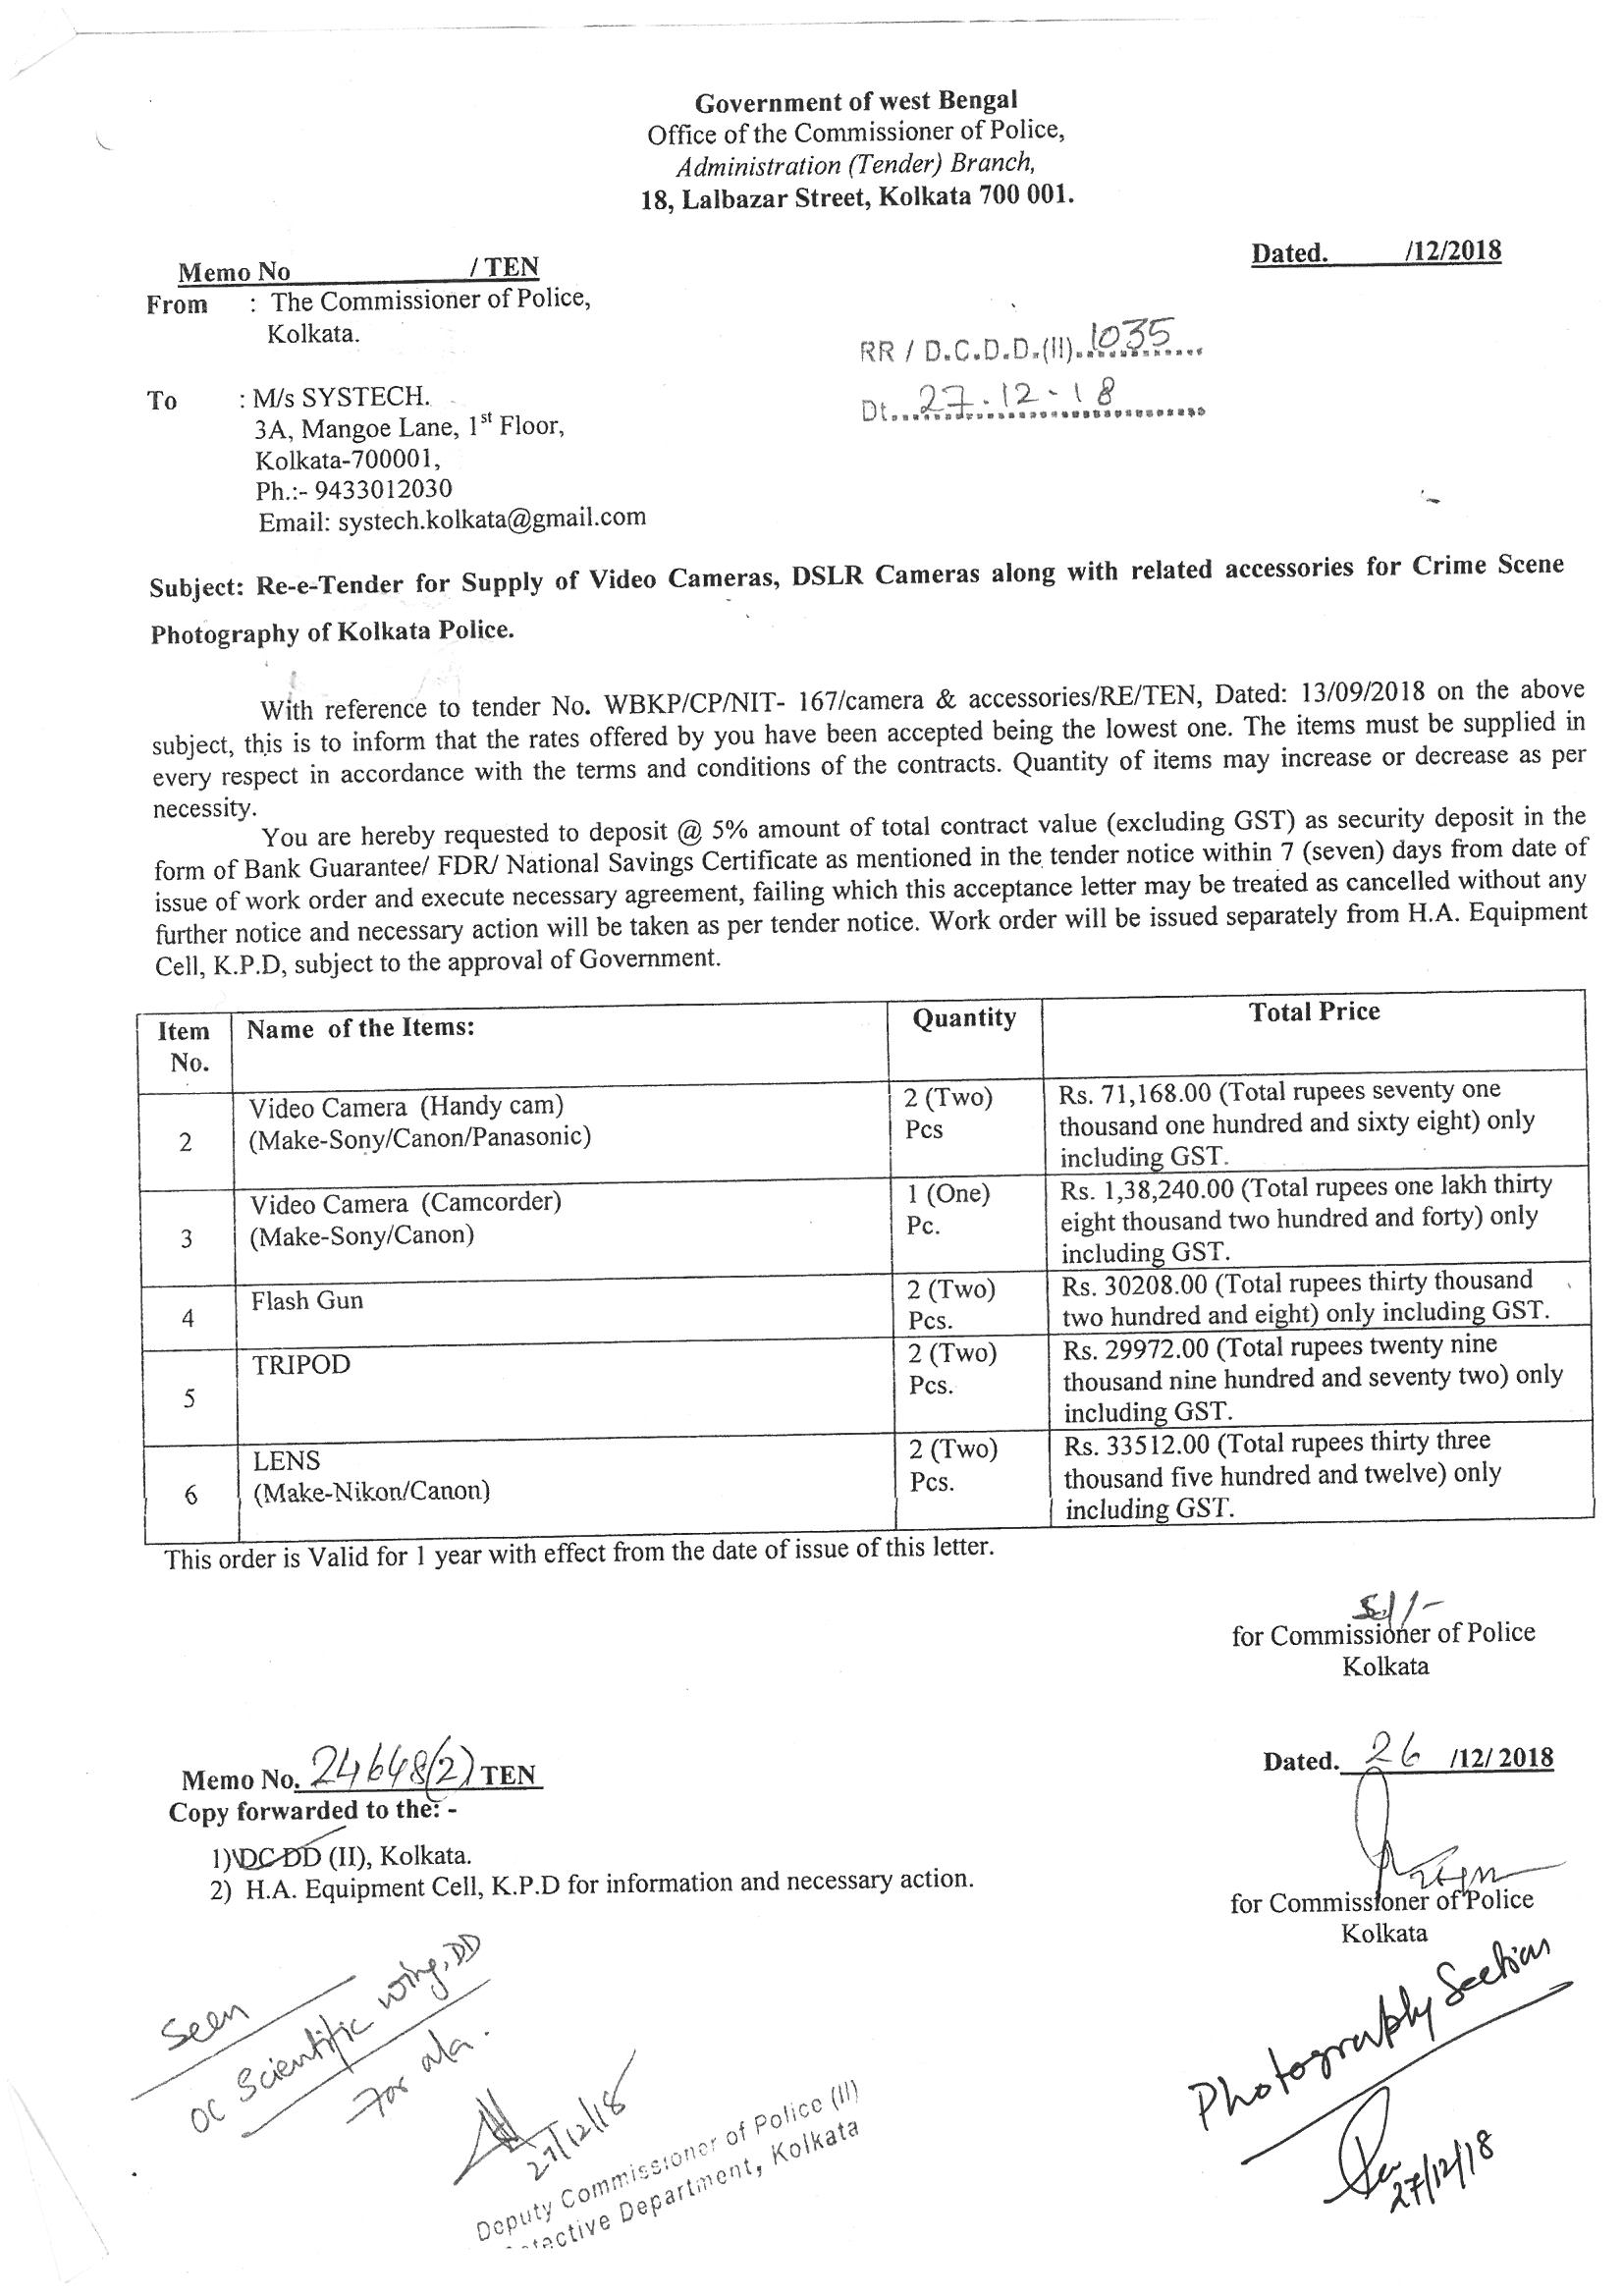 Government of west Bengal
Office of the Commissioner of Police,
Administration (Tender) Branch,
18, Lalbazar Street, Kolkata 700 001.
Memo No / TEN
Dated. /12/2018
From : The Commissioner of Police,
Kolkata.
RR / D.C.D.D.(II).1035
Dt...27.12-18
To : M/s SYSTECH.
3A, Mangoe Lane, 1st Floor,
Kolkata-700001,
Ph.:- 9433012030
Email: systech.kolkata@gmail.com
Subject: Re-e-Tender for Supply of Video Cameras, DSLR Cameras along with related accessories for Crime Scene
Photography of Kolkata Police.
With reference to tender No. WBKP/CP/NIT- 167/camera & accessories/RE/TEN, Dated: 13/09/2018 on the above
subject, this is to inform that the rates offered by you have been accepted being the lowest one. The items must be supplied in
every respect in accordance with the terms and conditions of the contracts. Quantity of items may increase or decrease as per
necessity.
You are hereby requested to deposit @ 5% amount of total contract value (excluding GST) as security deposit in the
form of Bank Guarantee/ FDR/ National Savings Certificate as mentioned in the tender notice within 7 (seven) days from date of
issue of work order and execute necessary agreement, failing which this acceptance letter may be treated as cancelled without any
further notice and necessary action will be taken as per tender notice. Work order will be issued separately from H.A. Equipment
Cell, K.P.D, subject to the approval of Government.
Item No. Name of the Items: Quantity Total Price
2 Video Camera (Handy cam) 2 (Two) Rs. 71,168.00 (Total rupees seventy one
(Make-Sony/Canon/Panasonic) Pcs thousand one hundred and sixty eight) only
including GST.
3 Video Camera (Camcorder) 1 (One) Rs. 1,38,240.00 (Total rupees one lakh thirty
(Make-Sony/Canon) Pc. eight thousand two hundred and forty) only
including GST.
4 Flash Gun 2 (Two) Rs. 30208.00 (Total rupees thirty thousand
Pcs. two hundred and eight) only including GST.
5 TRIPOD 2 (Two) Rs. 29972.00 (Total rupees twenty nine
Pcs. thousand nine hundred and seventy two) only
including GST.
6 LENS 2 (Two) Rs. 33512.00 (Total rupees thirty three
(Make-Nikon/Canon) Pcs. thousand five hundred and twelve) only
including GST.
This order is Valid for 1 year with effect from the date of issue of this letter.
Sd/-
for Commissioner of Police
Kolkata
Memo No. 24648(2) TEN
Dated. 26 /12/ 2018
Copy forwarded to the: -
1) DC DD (II), Kolkata.
2) H.A. Equipment Cell, K.P.D for information and necessary action.
for Commissioner of Police
Kolkata
Seen
OC Scientific wing, DD
For n/a.
27/12/18
Deputy Commissioner of Police (II)
Detective Department, Kolkata
Photography Section
27/12/18